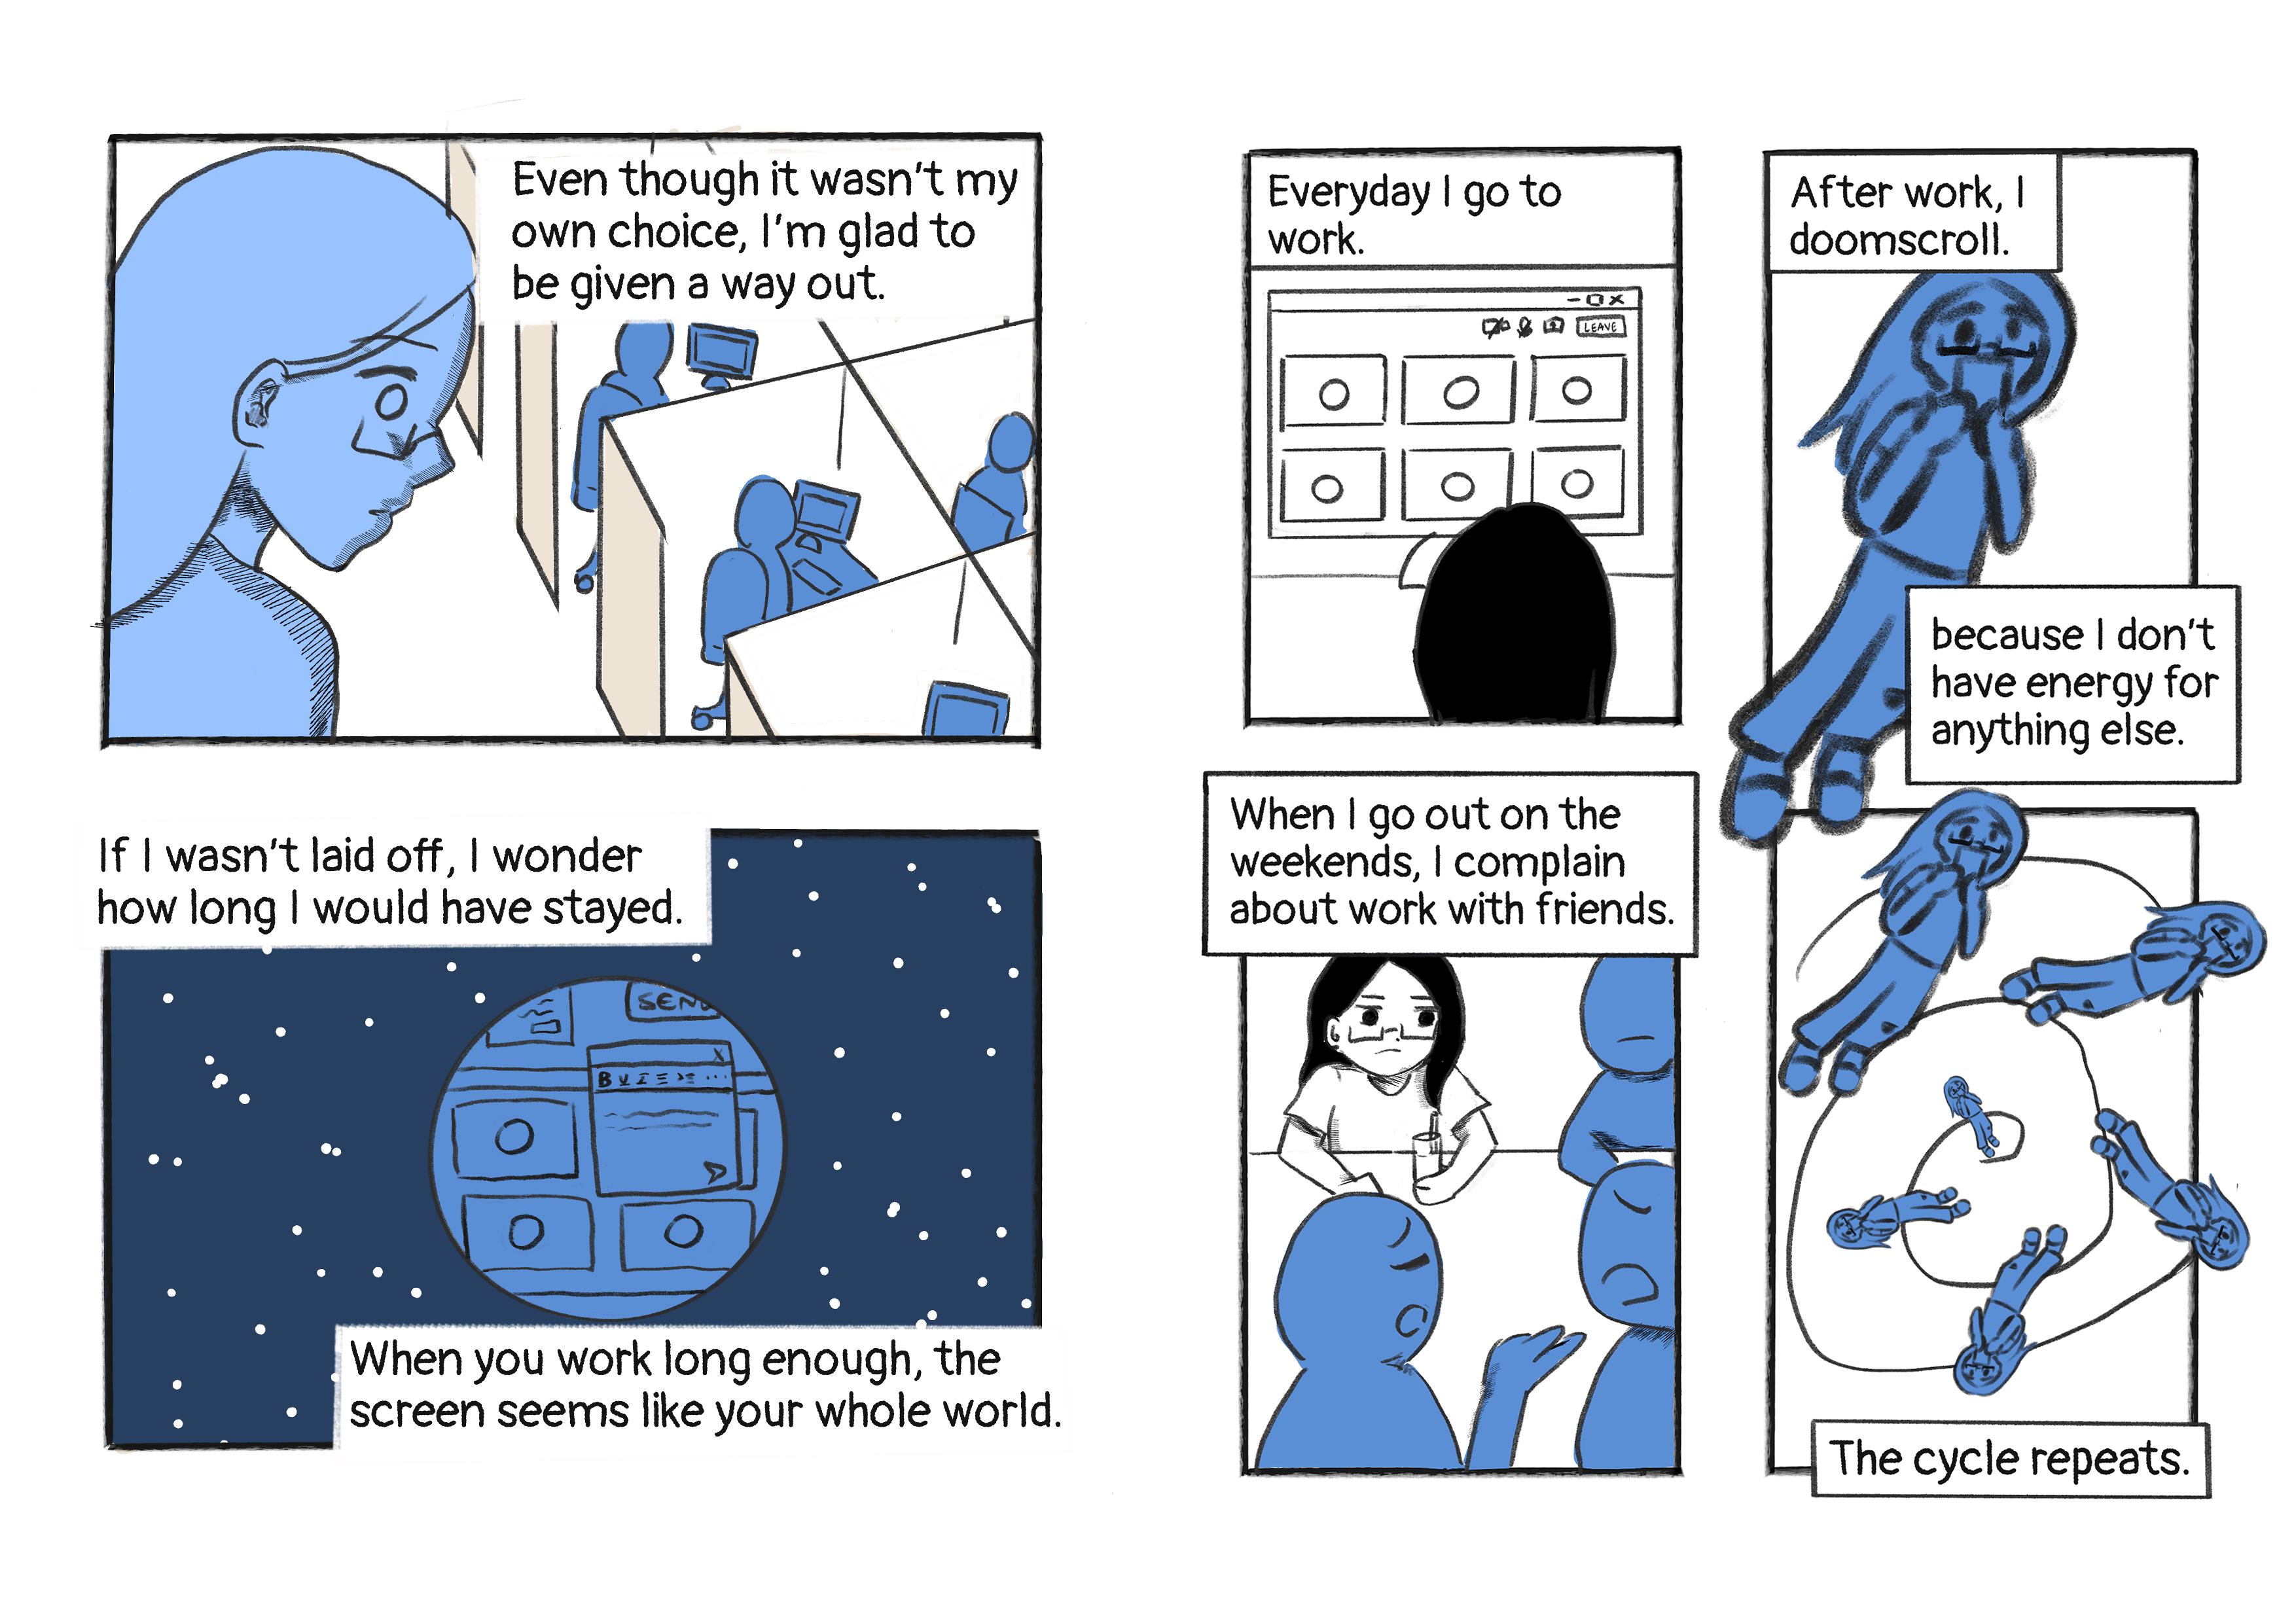 Even though it wasn't my
own choice, I'm glad to
be given a way out.
If I wasn't laid off, I wonder
how long I would have stayed.
SEND
X
B U I
When you work long enough, the
screen seems like your whole world.
Everyday I go to
work.
LEAVE
When I go out on the
weekends, I complain
about work with friends.
After work, I
doomscroll.
because I don't
have energy for
anything else.
The cycle repeats.